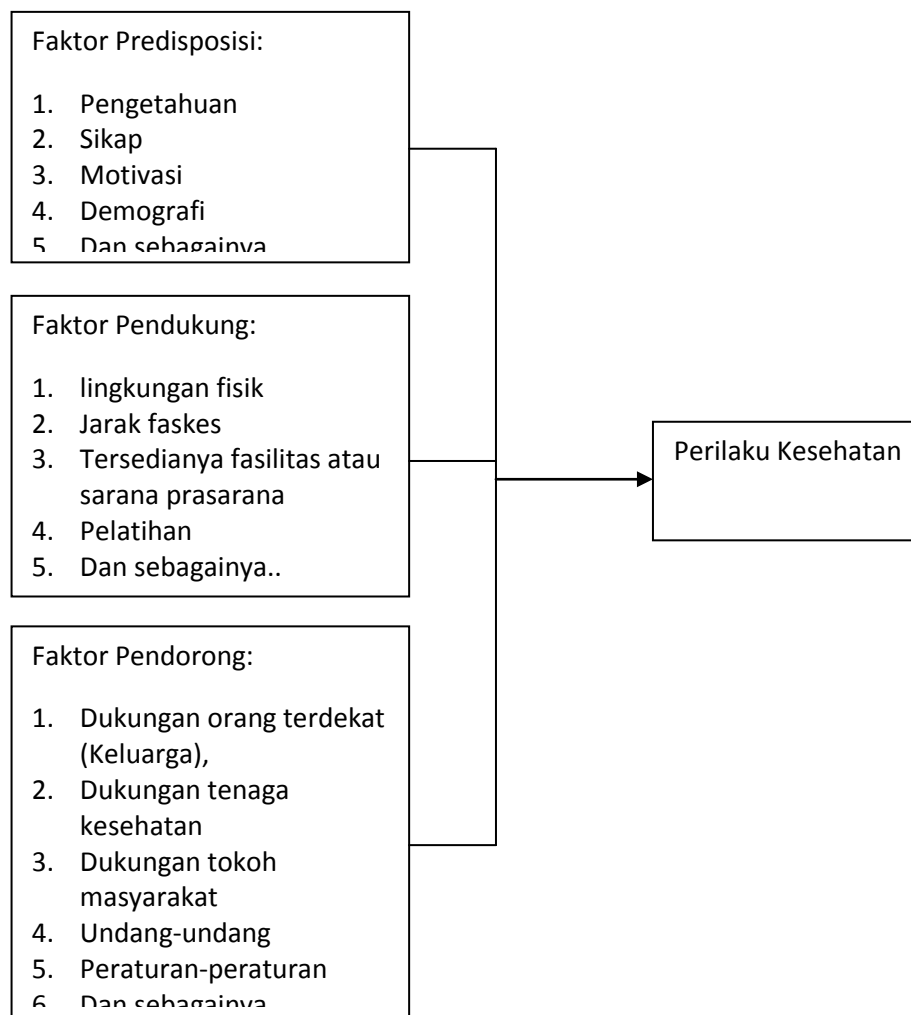 Faktor Predisposisi:
1. Pengetahuan
2. Sikap
3. Motivasi
4. Demografi
5. Dan sebagainya
Faktor Pendukung:
1. lingkungan fisik
2. Jarak faskes
3. Tersedianya fasilitas atau
sarana prasarana
4. Pelatihan
5. Dan sebagainya..
Perilaku Kesehatan
Faktor Pendorong:
1. Dukungan orang terdekat
(Keluarga),
2. Dukungan tenaga
kesehatan
3. Dukungan tokoh
masyarakat
4. Undang-undang
5. Peraturan-peraturan
6. Dan sebagainya